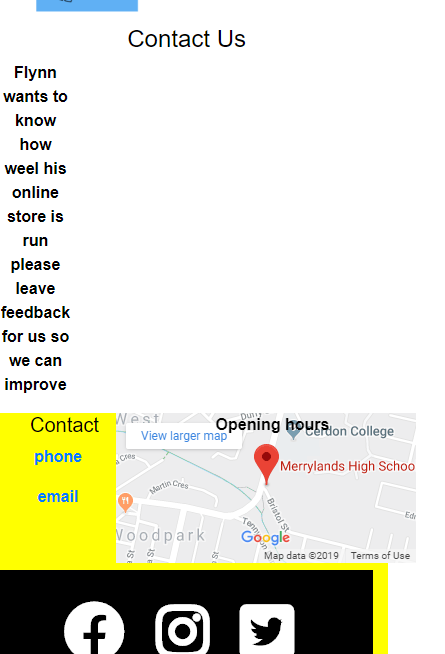 Contact Us
Flynn
wants to
know
how
weel his
online
store is
run
please
leave
feedback
for us so
we can
improve
Contact
phone
email
Opening hours
View larger map
Cerdon College
Merrylands High Schoo
West
Cres
Martin Cres
Bristol St
Woodpark
Google
Map data ©2019 Terms of Use